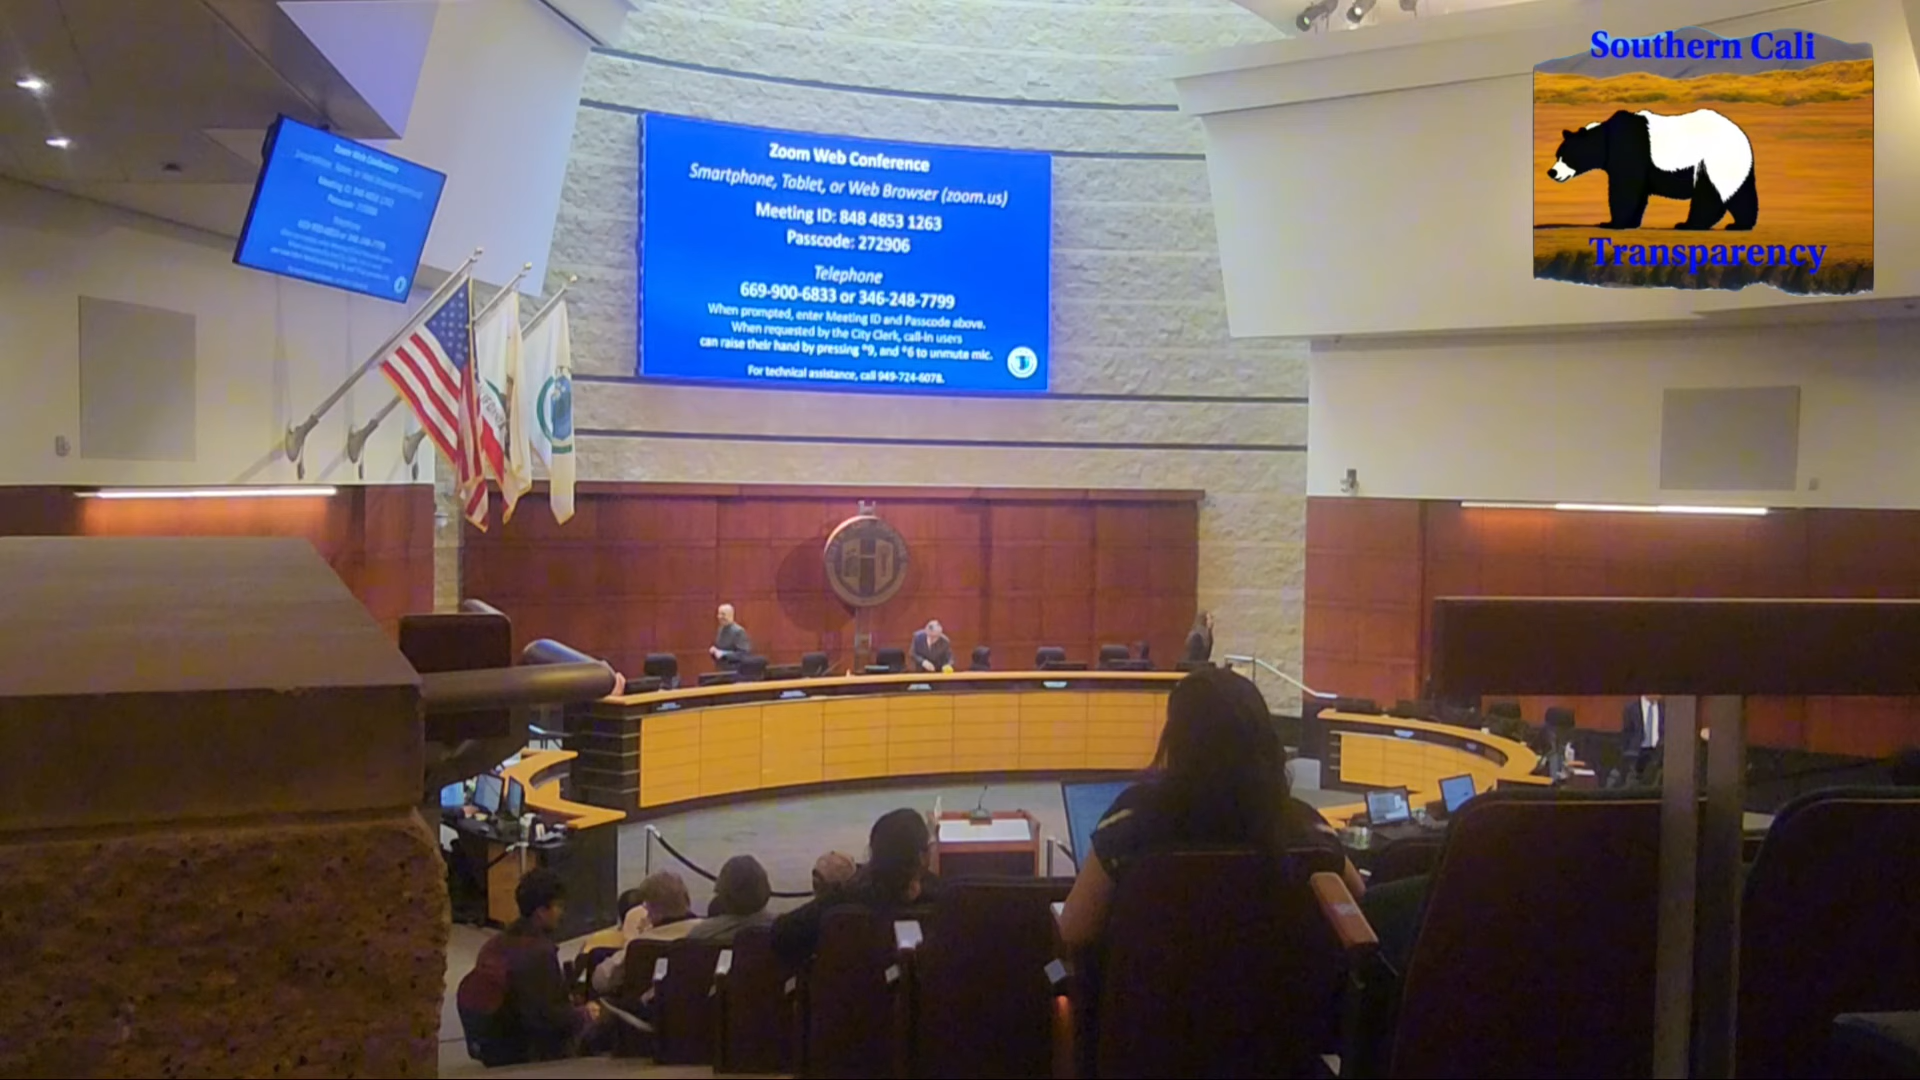 Southern Cali
Transparency
Zoom Web Conference
Smartphone, Tablet, or Web Browser (zoom.us)
Meeting ID: 848 4853 1263
Passcode: 272906
Telephone
669-900-6833 or 346-248-7799
When prompted, enter Meeting ID and Passcode above.
When requested by the City Clerk, call-in users
can raise their hand by pressing *9, and *6 to unmute mic.
For technical assistance, call 949-724-6078.
Zoom Web Conference